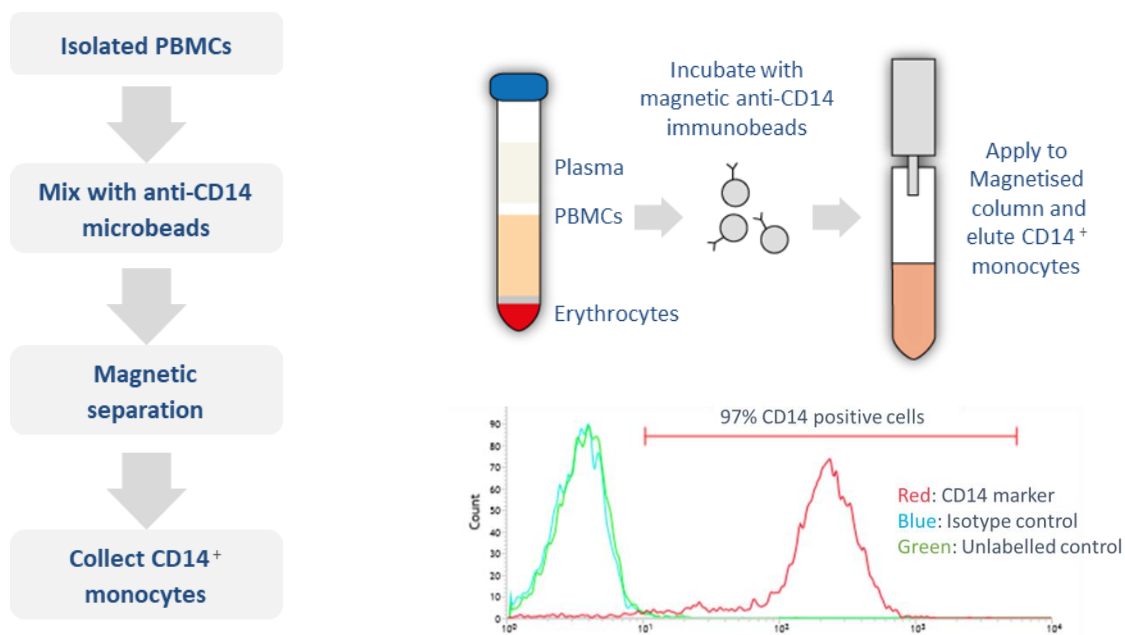 Isolated PBMCs
Mix with anti-CD14
microbeads
Magnetic
separation
Collect CD14⁺
monocytes
Plasma
PBMCs
Erythrocytes
Incubate with
magnetic anti-CD14
immunobeads
Apply to
Magnetised
column and
elute CD14⁺
monocytes
97% CD14 positive cells
Red: CD14 marker
Blue: Isotype control
Green: Unlabelled control
Count
90
80
70
60
50
40
30
20
10
0
10⁰
10¹
10²
10³
10⁴